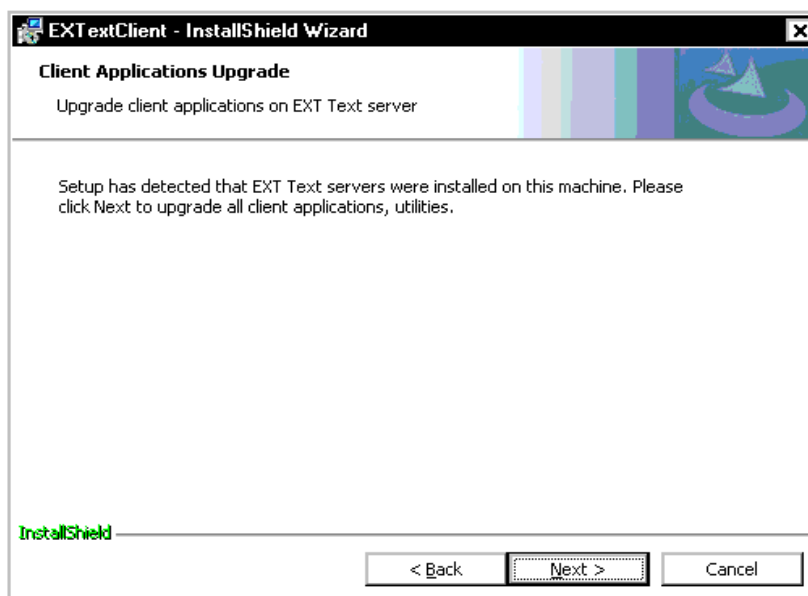 EXTextClient - InstallShield Wizard
Client Applications Upgrade
Upgrade client applications on EXT Text server
Setup has detected that EXT Text servers were installed on this machine. Please
click Next to upgrade all client applications, utilities.
InstallShield
< Back Next > Cancel